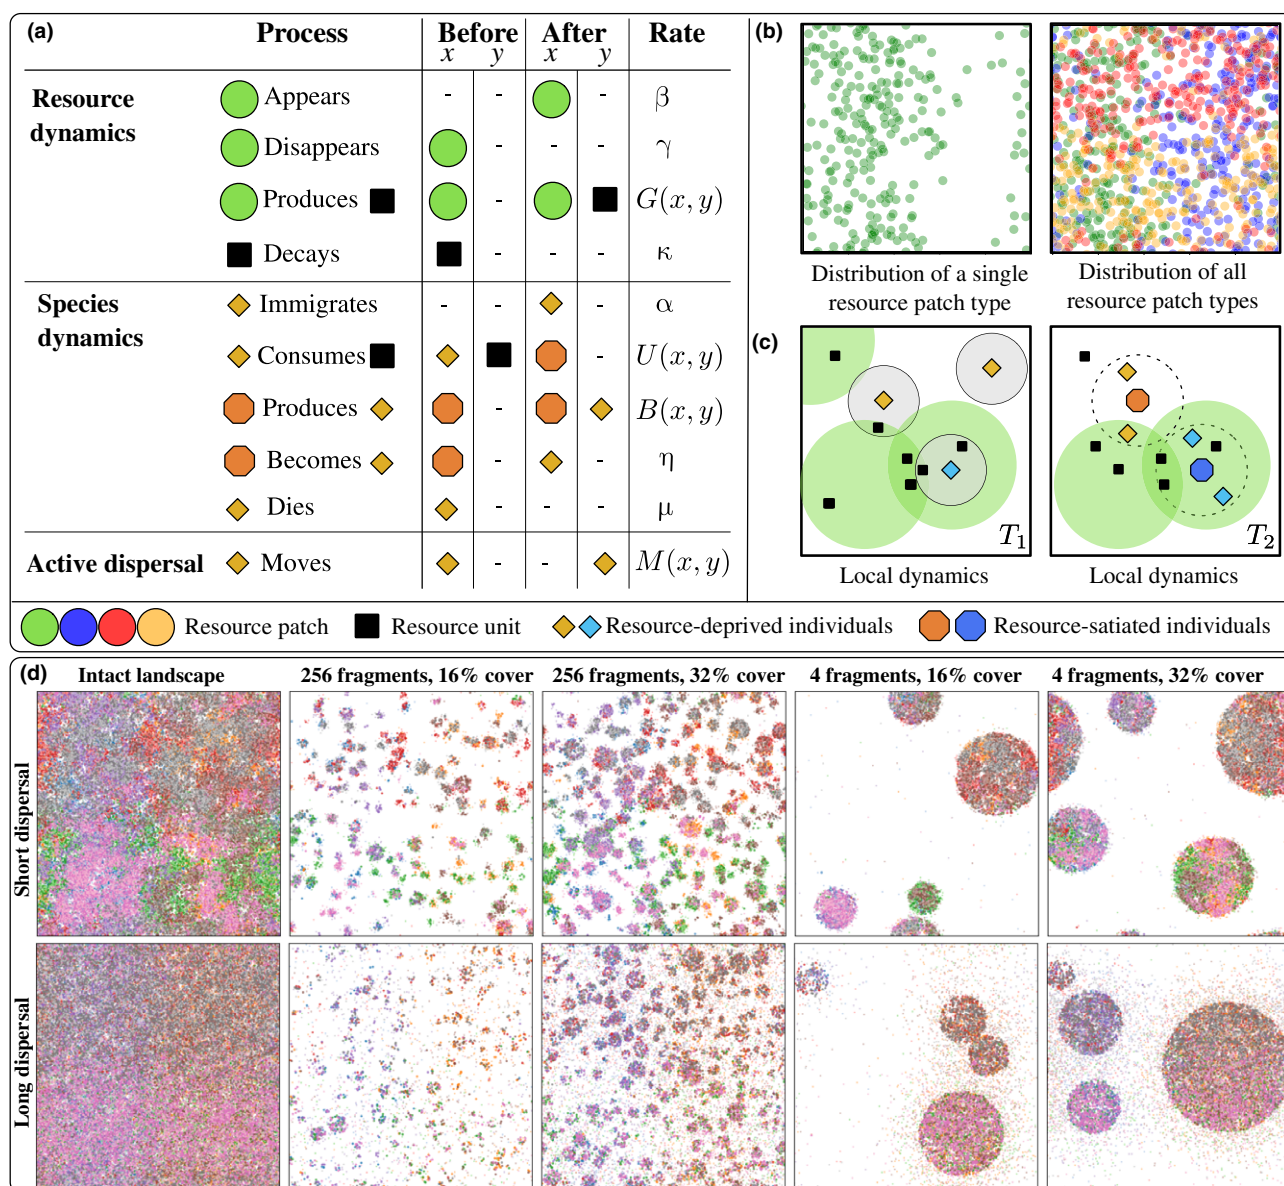 (a) Process Before After Rate
x y x y
Resource dynamics
Appears - - - β
Disappears - - - γ
Produces - G(x, y)
Decays - - - κ
Species dynamics
Immigrates - - - α
Consumes - U(x, y)
Produces - B(x, y)
Becomes - - η
Dies - - - μ
Active dispersal Moves - - M(x, y)
(b)
Distribution of a single
resource patch type
Distribution of all
resource patch types
(c)
T1
T2
Local dynamics
Local dynamics
Resource patch Resource unit Resource-deprived individuals Resource-satiated individuals
(d) Intact landscape 256 fragments, 16% cover 256 fragments, 32% cover 4 fragments, 16% cover 4 fragments, 32% cover
Short dispersal
Long dispersal